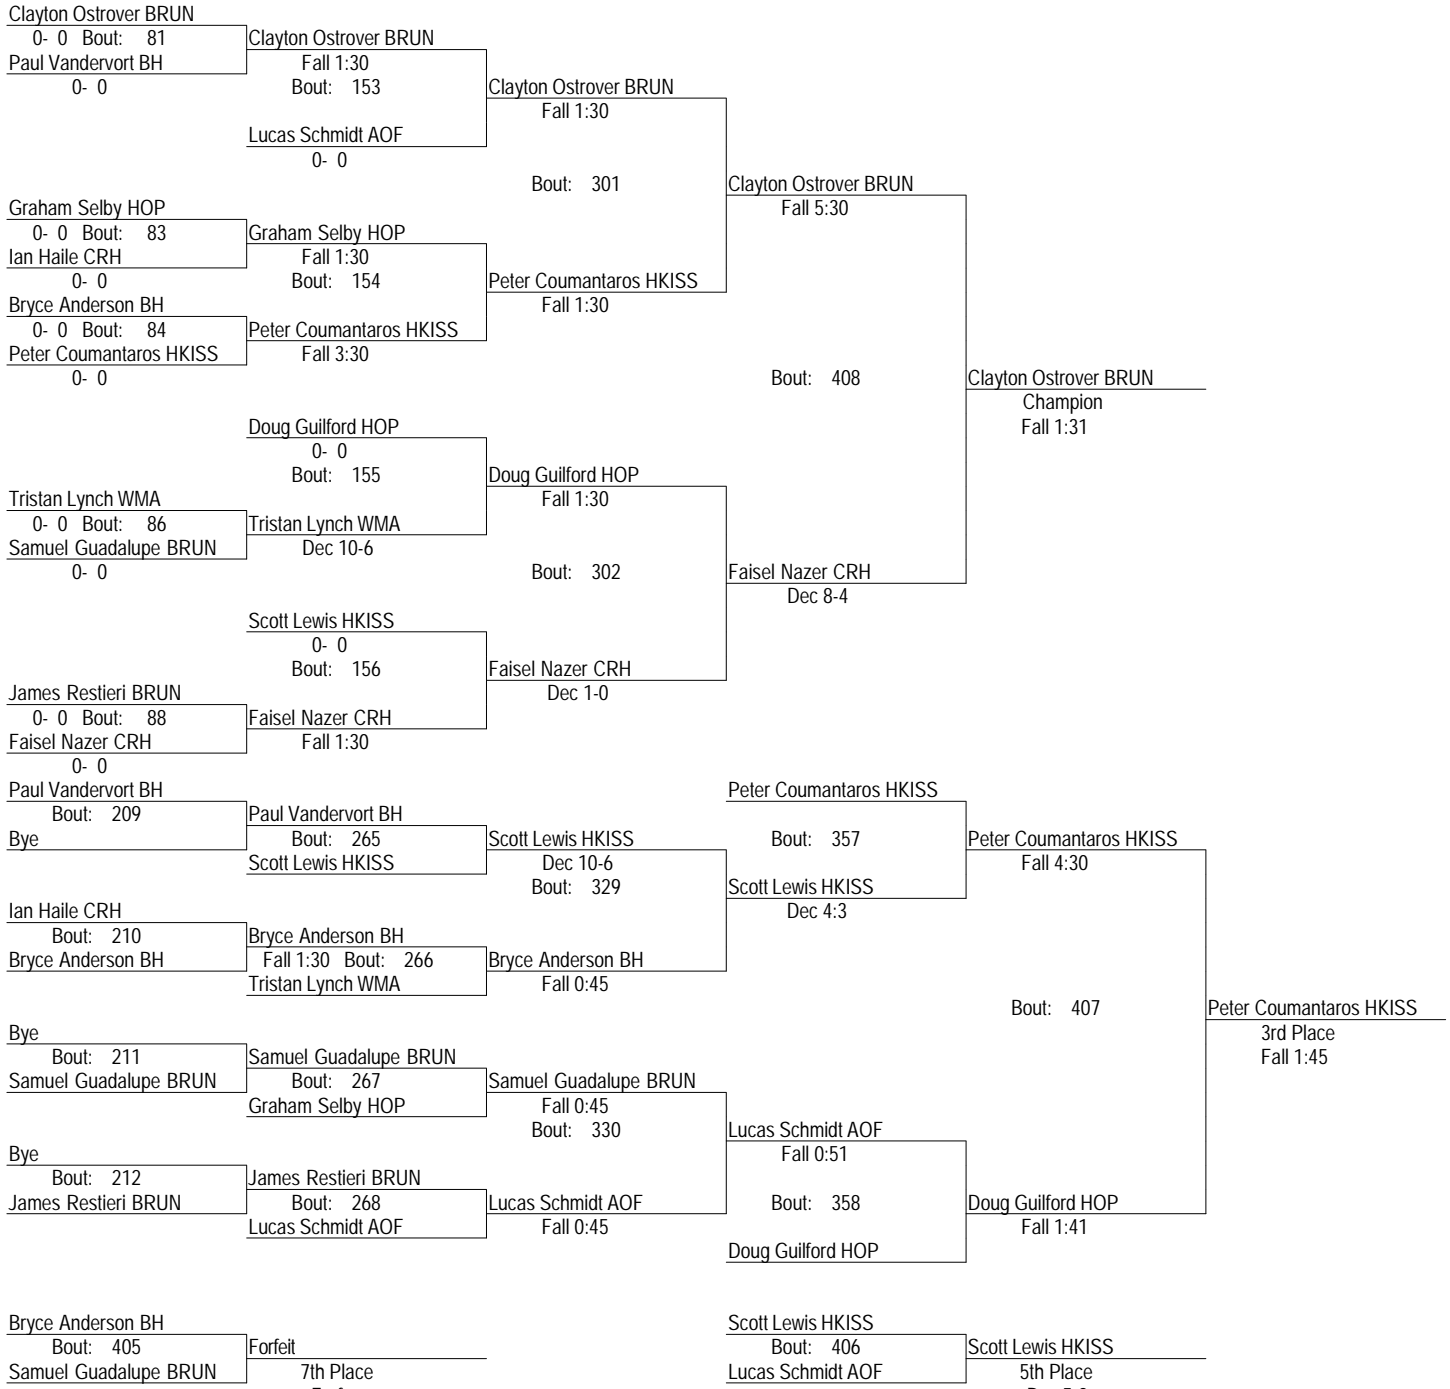 Clayton Ostrover BRUN
0- 0 Bout: 81
Clayton Ostrover BRUN
Paul Vandervort BH
Fall 1:30
0- 0
Bout: 153
Clayton Ostrover BRUN
Fall 1:30
Lucas Schmidt AOF
0- 0
Bout: 301
Clayton Ostrover BRUN
Graham Selby HOP
Fall 5:30
0- 0 Bout: 83
Graham Selby HOP
Ian Haile CRH
Fall 1:30
0- 0
Bout: 154
Peter Coumantaros HKISS
Bryce Anderson BH
Fall 1:30
0- 0 Bout: 84
Peter Coumantaros HKISS
Peter Coumantaros HKISS
Fall 3:30
0- 0
Bout: 408
Clayton Ostrover BRUN
Champion
Doug Guilford HOP
Fall 1:31
0- 0
Bout: 155
Doug Guilford HOP
Tristan Lynch WMA
Fall 1:30
0- 0 Bout: 86
Tristan Lynch WMA
Samuel Guadalupe BRUN
Dec 10-6
0- 0
Bout: 302
Faisel Nazer CRH
Dec 8-4
Scott Lewis HKISS
0- 0
Bout: 156
Faisel Nazer CRH
James Restieri BRUN
Dec 1-0
0- 0 Bout: 88
Faisel Nazer CRH
Faisel Nazer CRH
Fall 1:30
0- 0
Paul Vandervort BH
Peter Coumantaros HKISS
Bout: 209
Paul Vandervort BH
Bye
Bout: 265
Scott Lewis HKISS
Bout: 357
Peter Coumantaros HKISS
Scott Lewis HKISS
Dec 10-6
Fall 4:30
Bout: 329
Scott Lewis HKISS
Ian Haile CRH
Dec 4:3
Bout: 210
Bryce Anderson BH
Bryce Anderson BH
Fall 1:30 Bout: 266
Bryce Anderson BH
Tristan Lynch WMA
Fall 0:45
Bout: 407
Peter Coumantaros HKISS
Bye
3rd Place
Bout: 211
Samuel Guadalupe BRUN
Fall 1:45
Samuel Guadalupe BRUN
Bout: 267
Samuel Guadalupe BRUN
Graham Selby HOP
Fall 0:45
Bout: 330
Lucas Schmidt AOF
Bye
Fall 0:51
Bout: 212
James Restieri BRUN
James Restieri BRUN
Bout: 268
Lucas Schmidt AOF
Bout: 358
Doug Guilford HOP
Lucas Schmidt AOF
Fall 0:45
Fall 1:41
Doug Guilford HOP
Bryce Anderson BH
Scott Lewis HKISS
Bout: 405
Forfeit
Bout: 406
Scott Lewis HKISS
Samuel Guadalupe BRUN
7th Place
Lucas Schmidt AOF
5th Place